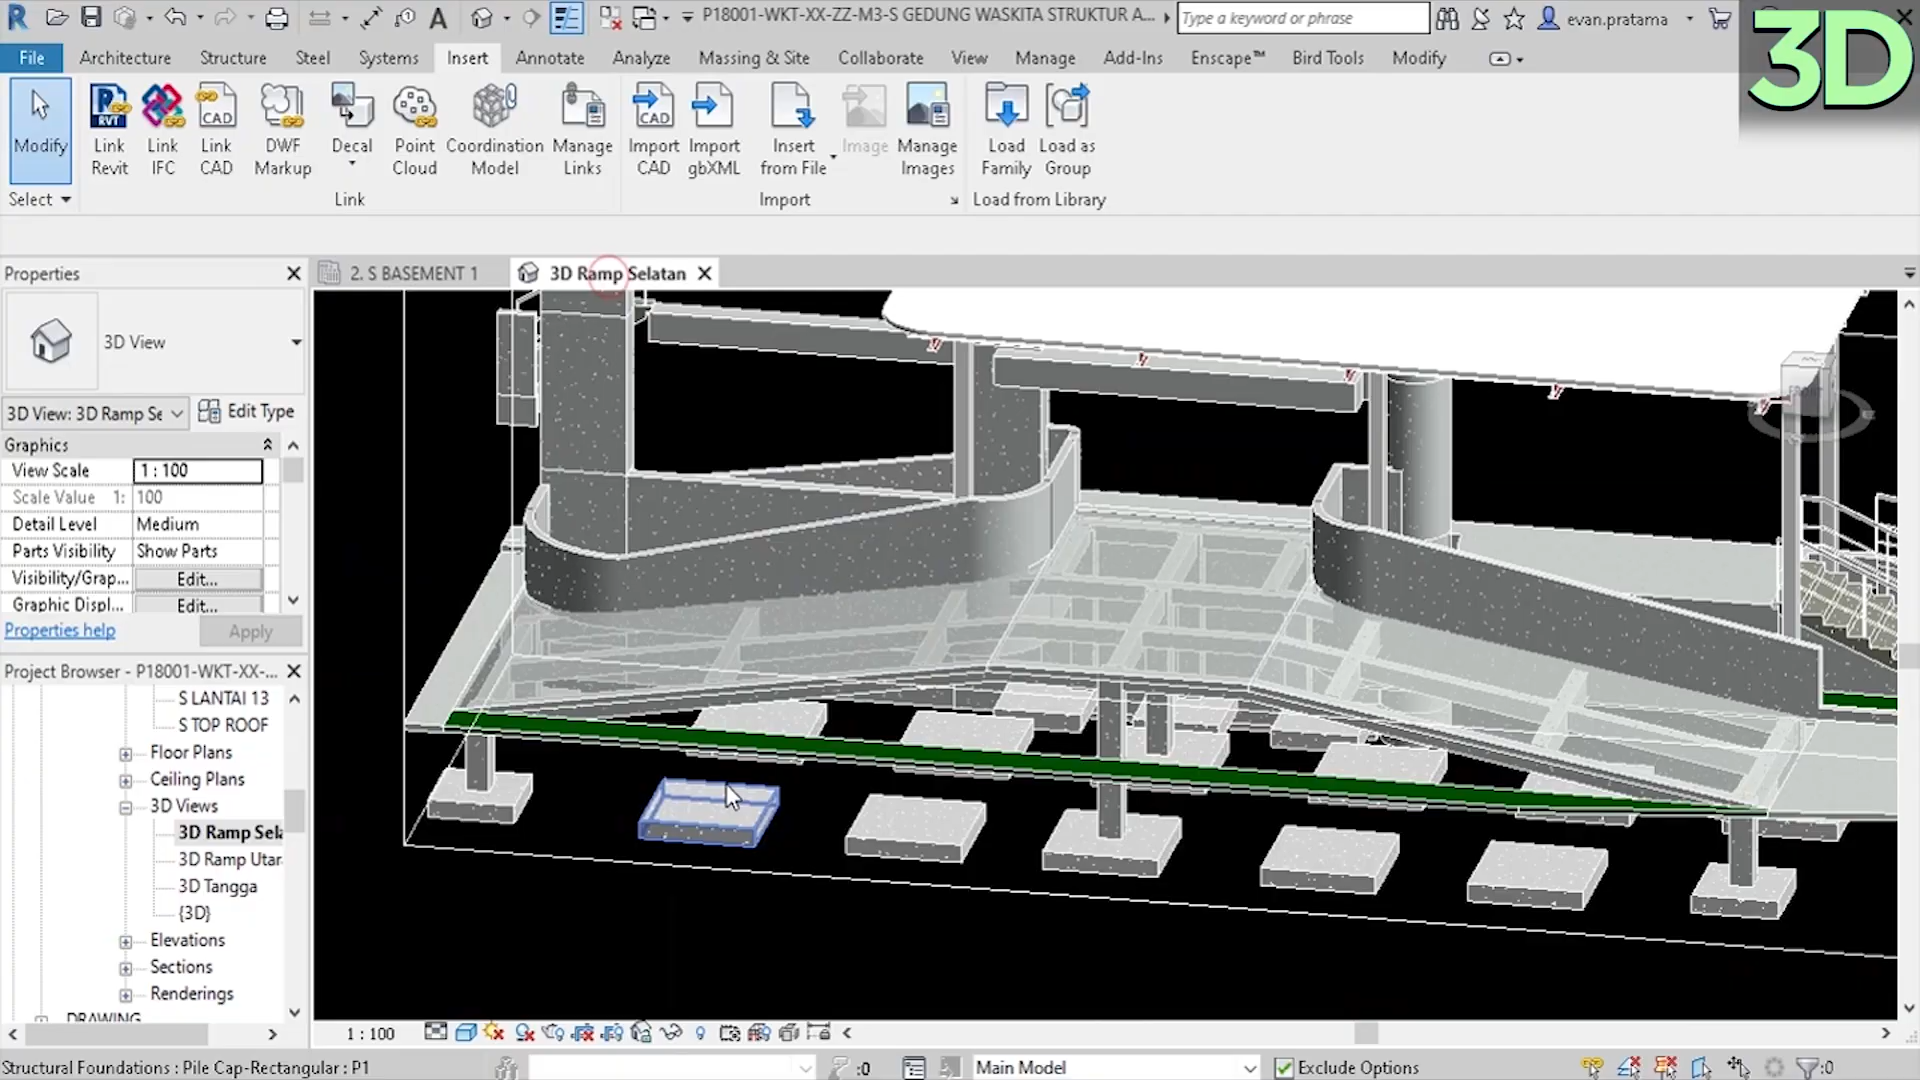 P18001-WKT-XX-ZZ-M3-S GEDUNG WASKITA STRUKTUR A...
Type a keyword or phrase
evan.pratama
3D
File
Architecture
Structure
Steel
Systems
Insert
Annotate
Analyze
Massing & Site
Collaborate
View
Manage
Add-Ins
Enscape™
Bird Tools
Modify
Modify
Link Revit
Link IFC
Link CAD
DWF Markup
Decal
Point Cloud
Coordination Model
Manage Links
Import CAD
Import gbXML
Insert from File
Image
Manage Images
Load Family
Load as Group
Select
Link
Import
Load from Library
Properties
2. S BASEMENT 1
3D Ramp Selatan
3D View
3D View: 3D Ramp Se
Edit Type
Graphics
View Scale
1 : 100
Scale Value 1:
100
Detail Level
Medium
Parts Visibility
Show Parts
Visibility/Grap...
Edit...
Graphic Displ...
Edit...
Properties help
Apply
Project Browser - P18001-WKT-XX-...
S LANTAI 13
S TOP ROOF
Floor Plans
Ceiling Plans
3D Views
3D Ramp Sela
3D Ramp Utar
3D Tangga
{3D}
Elevations
Sections
Renderings
DRAWING
1 : 100
Structural Foundations : Pile Cap-Rectangular : P1
:0
Main Model
Exclude Options
:0